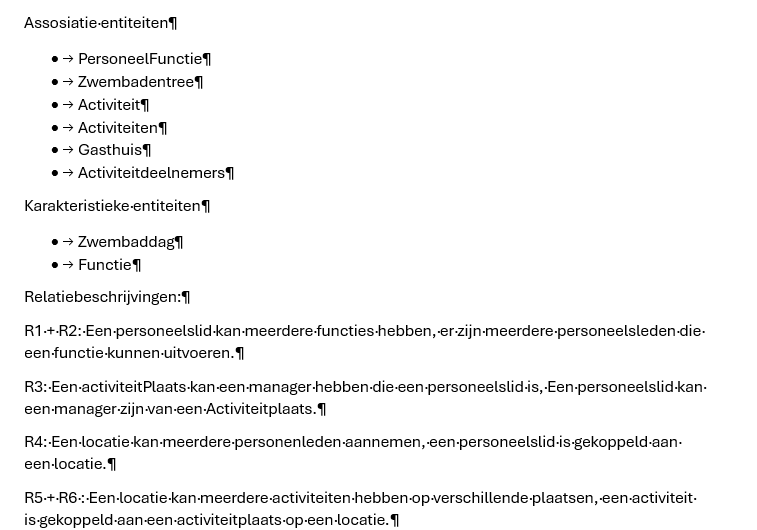 Assosiatie·entiteiten¶
• → PersoneelFunctie¶
• → Zwembadentree¶
• → Activiteit¶
• → Activiteiten¶
• → Gasthuis¶
• → Activiteitdeelnemers¶
Karakteristieke·entiteiten¶
• → Zwembaddag¶
• → Functie¶
Relatiebeschrijvingen:¶
R1·+·R2:·Een·personeelslid·kan·meerdere·functies·hebben,·er·zijn·meerdere·personeelsleden·die·
een·functie·kunnen·uitvoeren.¶
R3:·Een·activiteitPlaats·kan·een·manager·hebben·die·een·personeelslid·is,·Een·personeelslid·kan·
een·manager·zijn·van·een·Activiteitplaats.¶
R4:·Een·locatie·kan·meerdere·personenleden·aannemen,·een·personeelslid·is·gekoppeld·aan·
een·locatie.¶
R5·+·R6·:·Een·locatie·kan·meerdere·activiteiten·hebben·op·verschillende·plaatsen,·een·activiteit·
is·gekoppeld·aan·een·activiteitplaats·op·een·locatie.¶